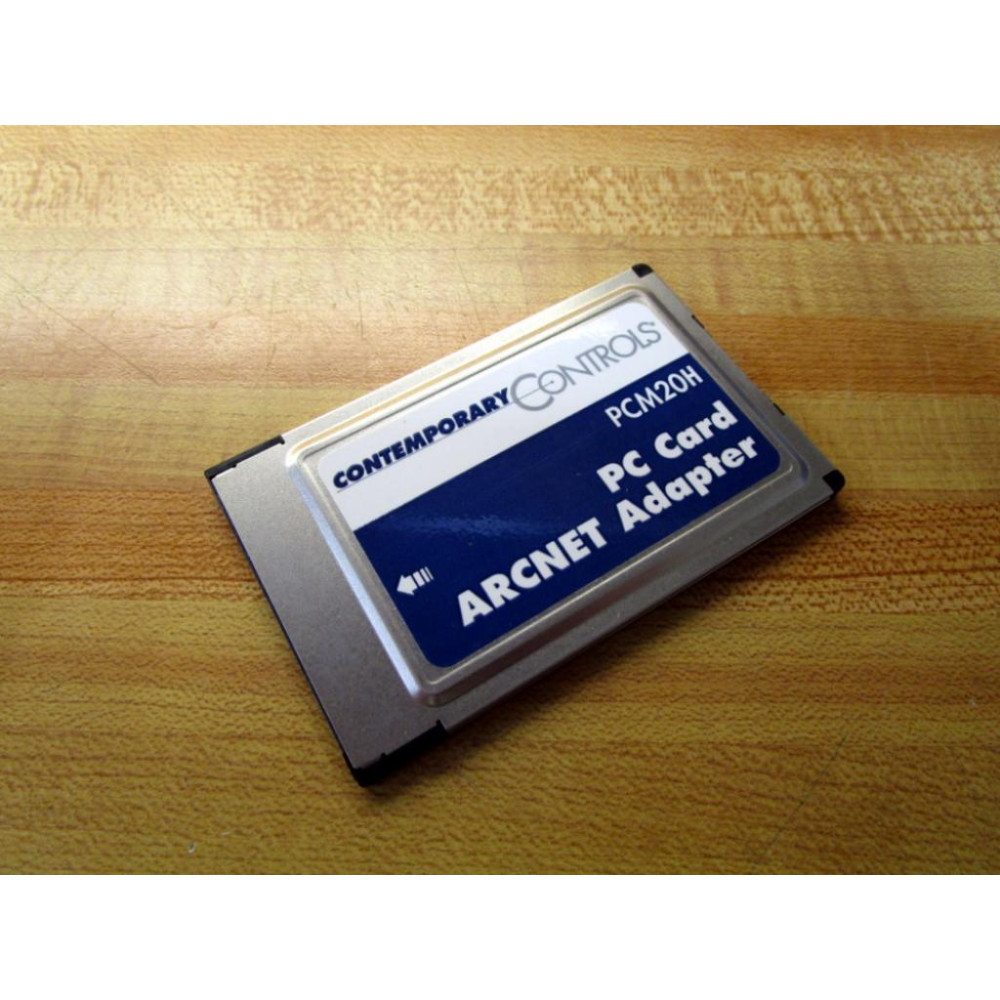 CONTEMPORARY CONTROLS
PCM20H
PC Card
ARCNET Adapter